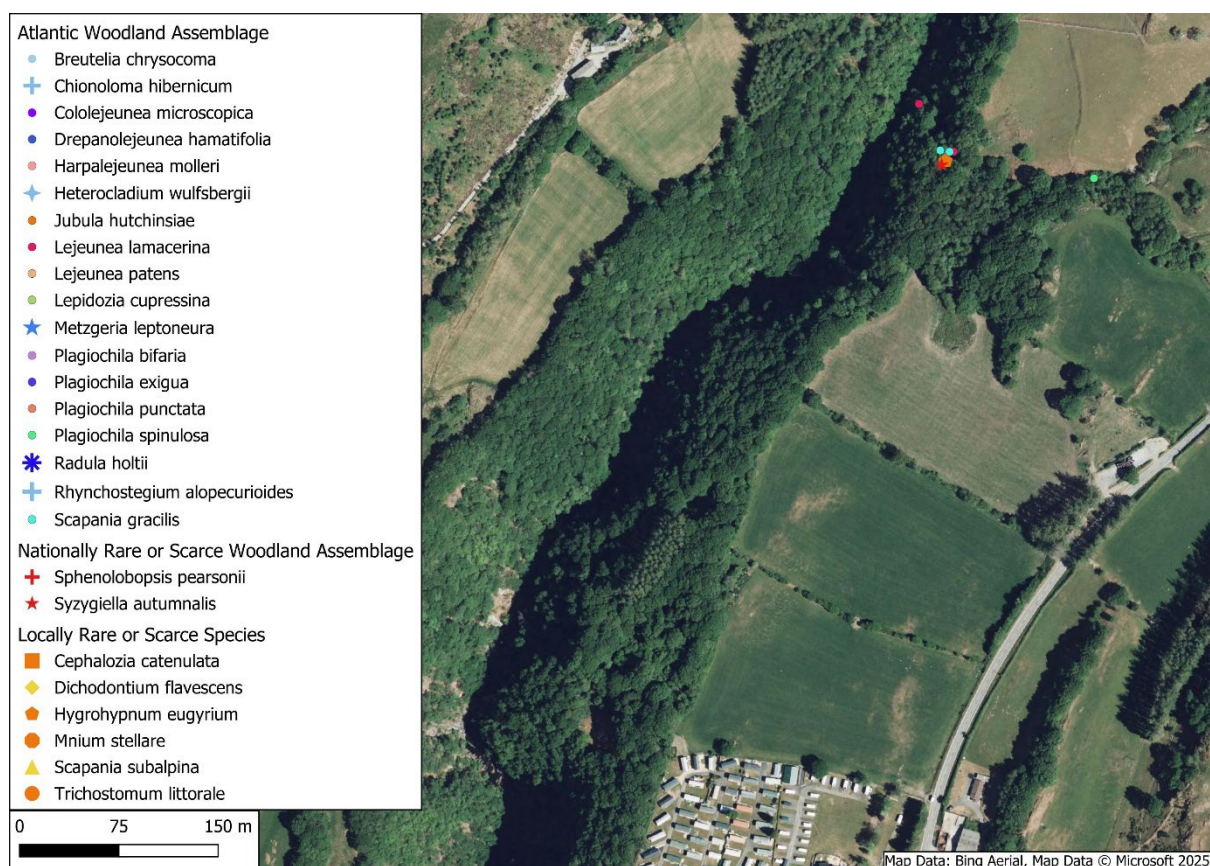 Atlantic Woodland Assemblage
Breutelia chrysocoma
Chionoloma hibernicum
Cololejeunea microscopica
Drepanolejeunea hamatifolia
Harpalejeunea molleri
Heterocladium wulfsbergii
Jubula hutchinsiae
Lejeunea lamacerina
Lejeunea patens
Lepidozia cupressina
Metzgeria leptoneura
Plagiochila bifaria
Plagiochila exigua
Plagiochila punctata
Plagiochila spinulosa
Radula holtii
Rhynchostegium alopecurioides
Scapania gracilis
Nationally Rare or Scarce Woodland Assemblage
Sphenolobopsis pearsonii
Syzygiella autumnalis
Locally Rare or Scarce Species
Cephalozia catenulata
Dichodontium flavescens
Hygrohypnum eugyrium
Mnium stellare
Scapania subalpina
Trichostomum littorale
0 75 150 m
Map Data: Bing Aerial, Map Data © Microsoft 2025